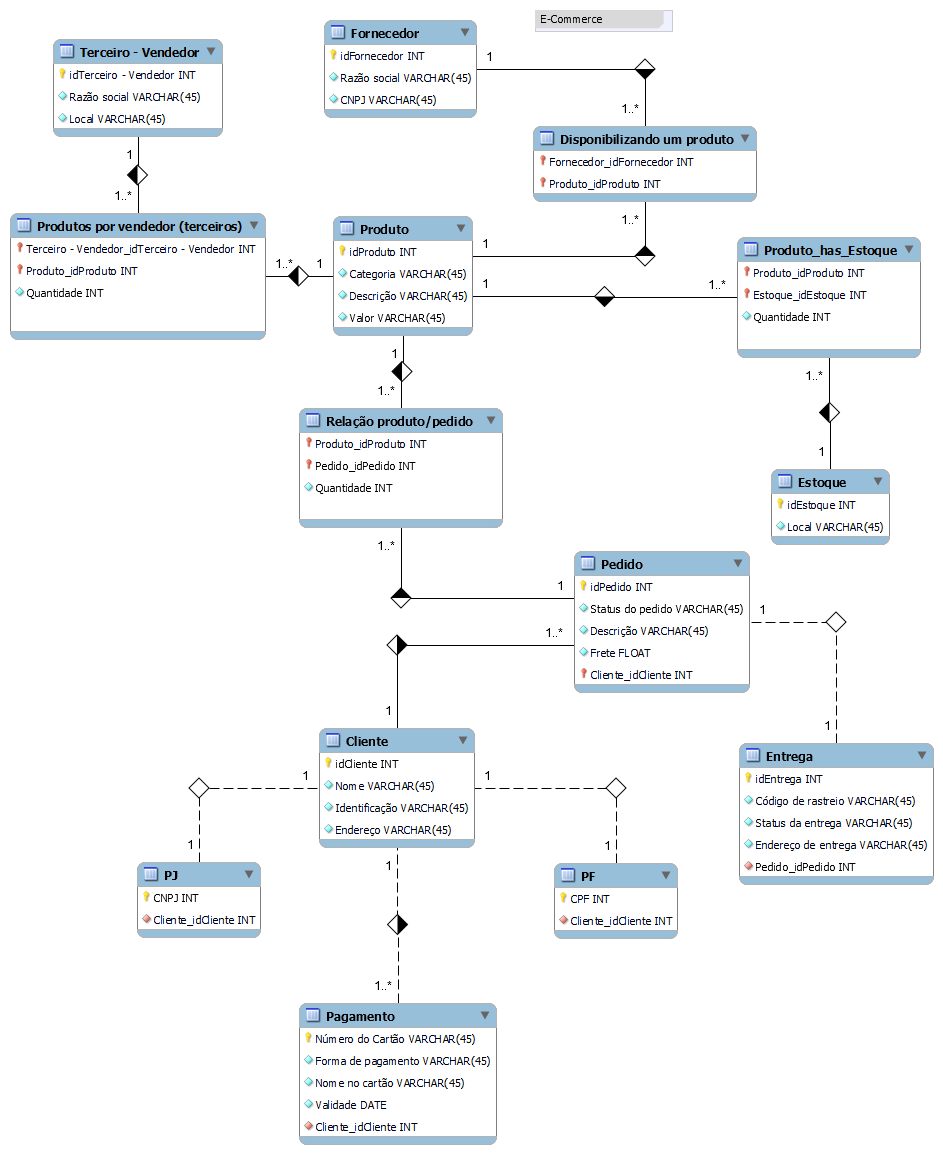 E-Commerce
Terceiro - Vendedor
idTerceiro - Vendedor INT
Razão social VARCHAR(45)
Local VARCHAR(45)
1
1..*
Fornecedor
idFornecedor INT
Razão social VARCHAR(45)
CNPJ VARCHAR(45)
1
1..*
Disponibilizando um produto
Fornecedor_idFornecedor INT
Produto_idProduto INT
1..*
1
Produtos por vendedor (terceiros)
Terceiro - Vendedor_idTerceiro - Vendedor INT
Produto_idProduto INT
Quantidade INT
1..*
1
Produto
idProduto INT
Categoria VARCHAR(45)
Descrição VARCHAR(45)
Valor VARCHAR(45)
1
1..*
Produto_has_Estoque
Produto_idProduto INT
Estoque_idEstoque INT
Quantidade INT
1..*
1
Estoque
idEstoque INT
Local VARCHAR(45)
1
1..*
Relação produto/pedido
Produto_idProduto INT
Pedido_idPedido INT
Quantidade INT
1..*
1
Pedido
idPedido INT
Status do pedido VARCHAR(45)
Descrição VARCHAR(45)
Frete FLOAT
Cliente_idCliente INT
1
1
1..*
1
Cliente
idCliente INT
Nome VARCHAR(45)
Identificação VARCHAR(45)
Endereço VARCHAR(45)
Entrega
idEntrega INT
Código de rastreio VARCHAR(45)
Status da entrega VARCHAR(45)
Endereço de entrega VARCHAR(45)
Pedido_idPedido INT
1
1
PJ
CNPJ INT
Cliente_idCliente INT
1
1
PF
CPF INT
Cliente_idCliente INT
1
1..*
Pagamento
Número do Cartão VARCHAR(45)
Forma de pagamento VARCHAR(45)
Nome no cartão VARCHAR(45)
Validade DATE
Cliente_idCliente INT